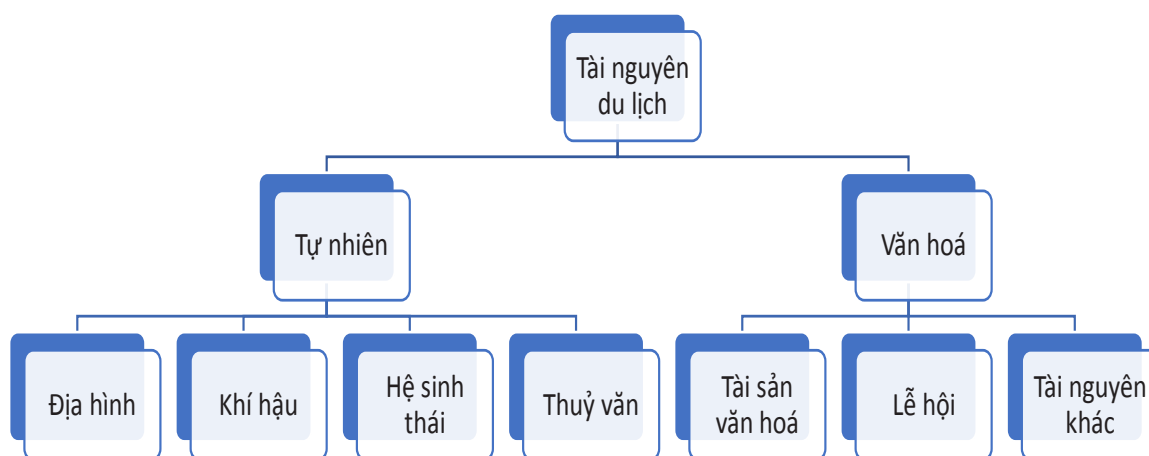 Tài nguyên
du lịch
Tự nhiên
Văn hoá
Địa hình
Khí hậu
Hệ sinh
thái
Thuỷ văn
Tài sản
văn hoá
Lễ hội
Tài nguyên
khác